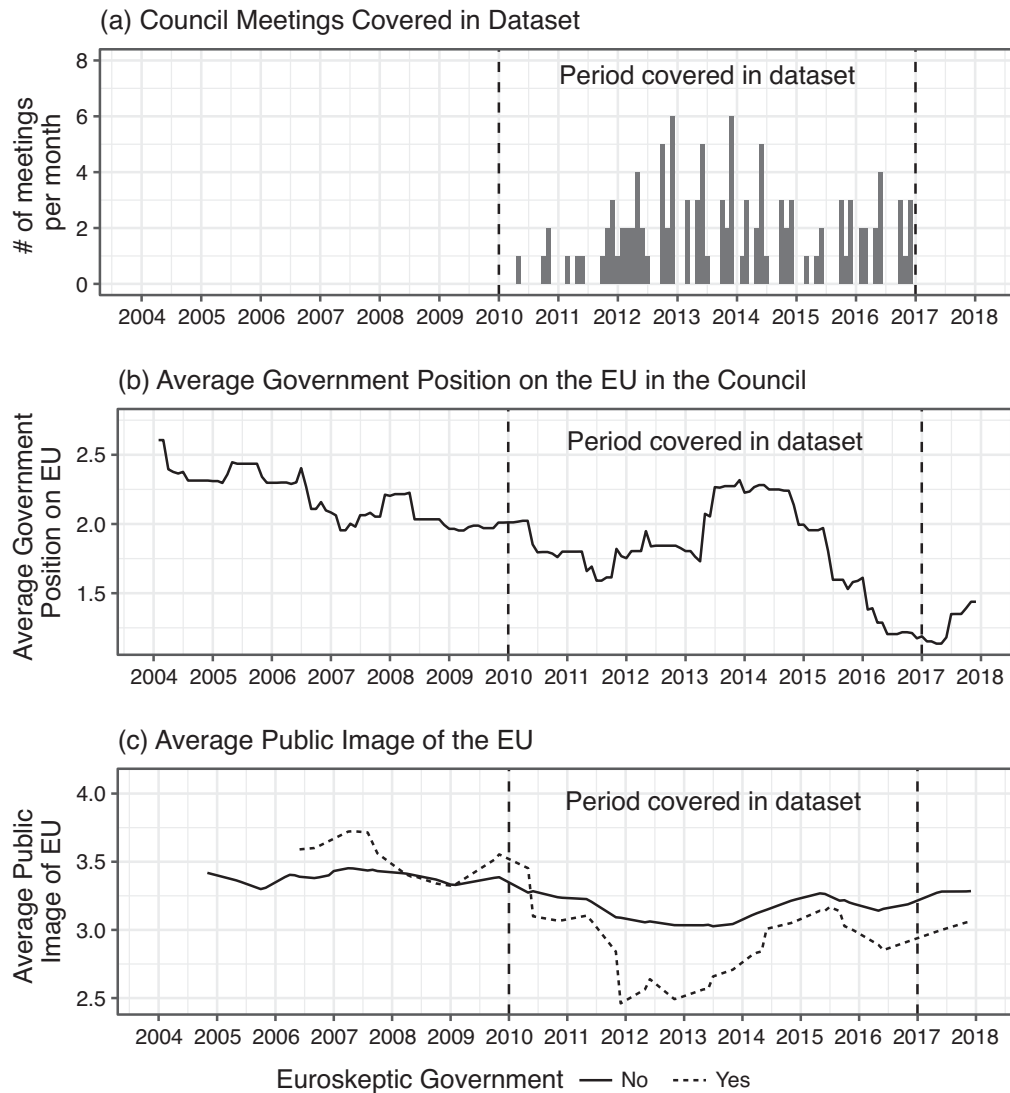 (a) Council Meetings Covered in Dataset
# of meetings
per month
8
6
4
2
0
Period covered in dataset
2004 2005 2006 2007 2008 2009 2010 2011 2012 2013 2014 2015 2016 2017 2018
(b) Average Government Position on the EU in the Council
Average Government
Position on EU
2.5
2.0
1.5
Period covered in dataset
2004 2005 2006 2007 2008 2009 2010 2011 2012 2013 2014 2015 2016 2017 2018
(c) Average Public Image of the EU
Average Public
Image of EU
4.0
3.5
3.0
2.5
Period covered in dataset
2004 2005 2006 2007 2008 2009 2010 2011 2012 2013 2014 2015 2016 2017 2018
Euroskeptic Government No Yes